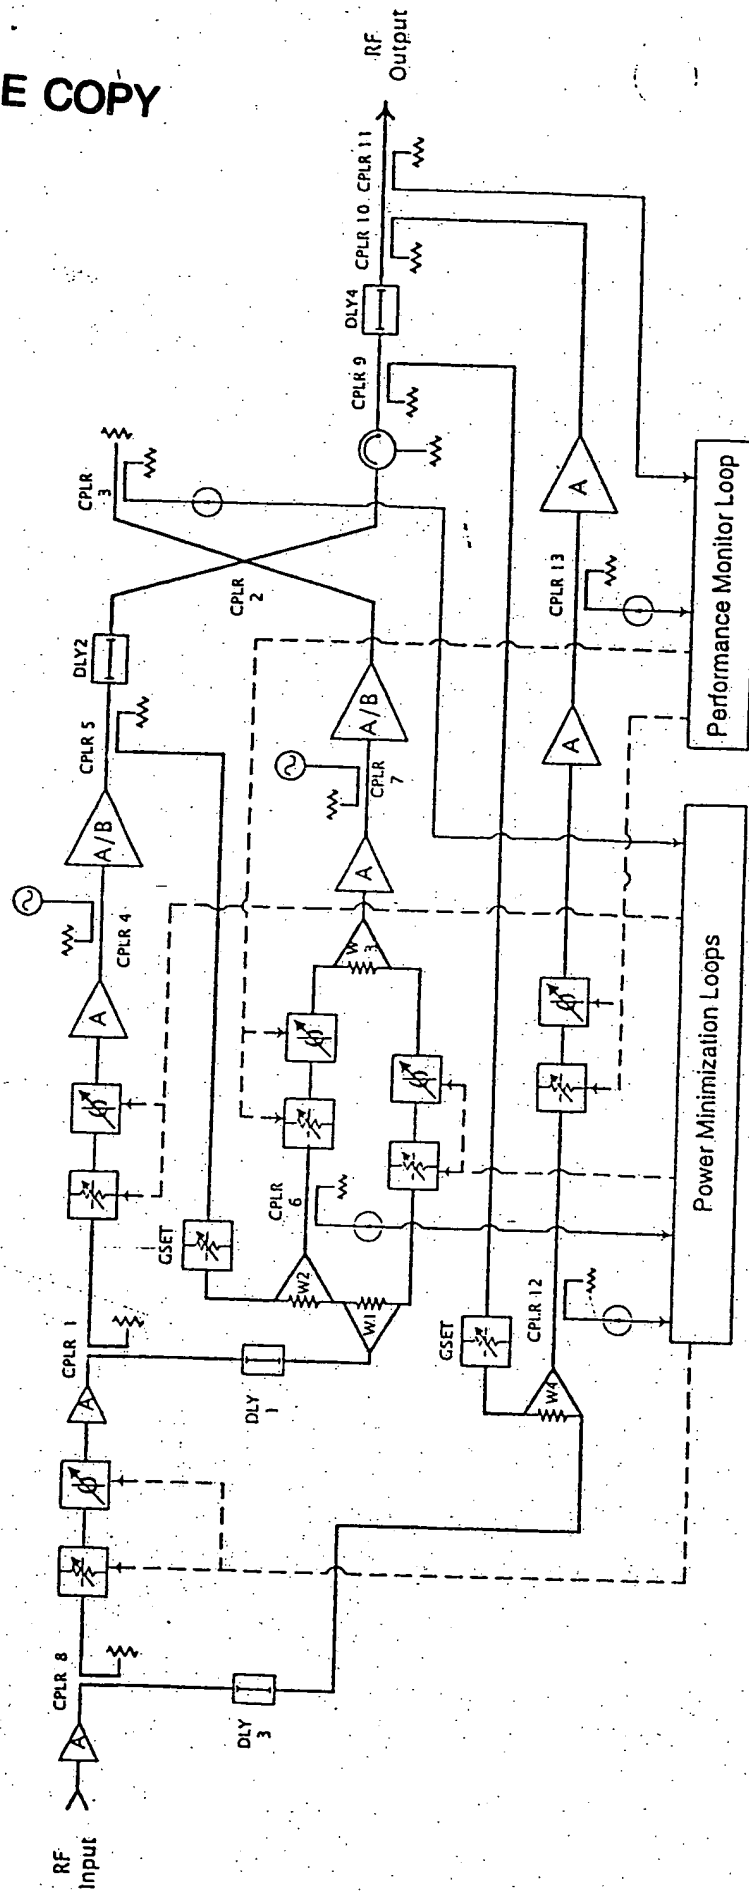 E COPY
RF
Input
A
CPLR 8
DLY
3
A
CPLR 1
DLY
1
A
CPLR 4
A/B
CPLR 5
DLY2
CPLR
3
CPLR
2
GSET
W2
W1
CPLR
6
W
3
A
CPLR
7
A/B
CPLR 9
DLY4
CPLR 10
CPLR 11
RF
Output
GSET
W4
CPLR 12
A
CPLR 13
A
Power Minimization Loops
Performance Monitor Loop